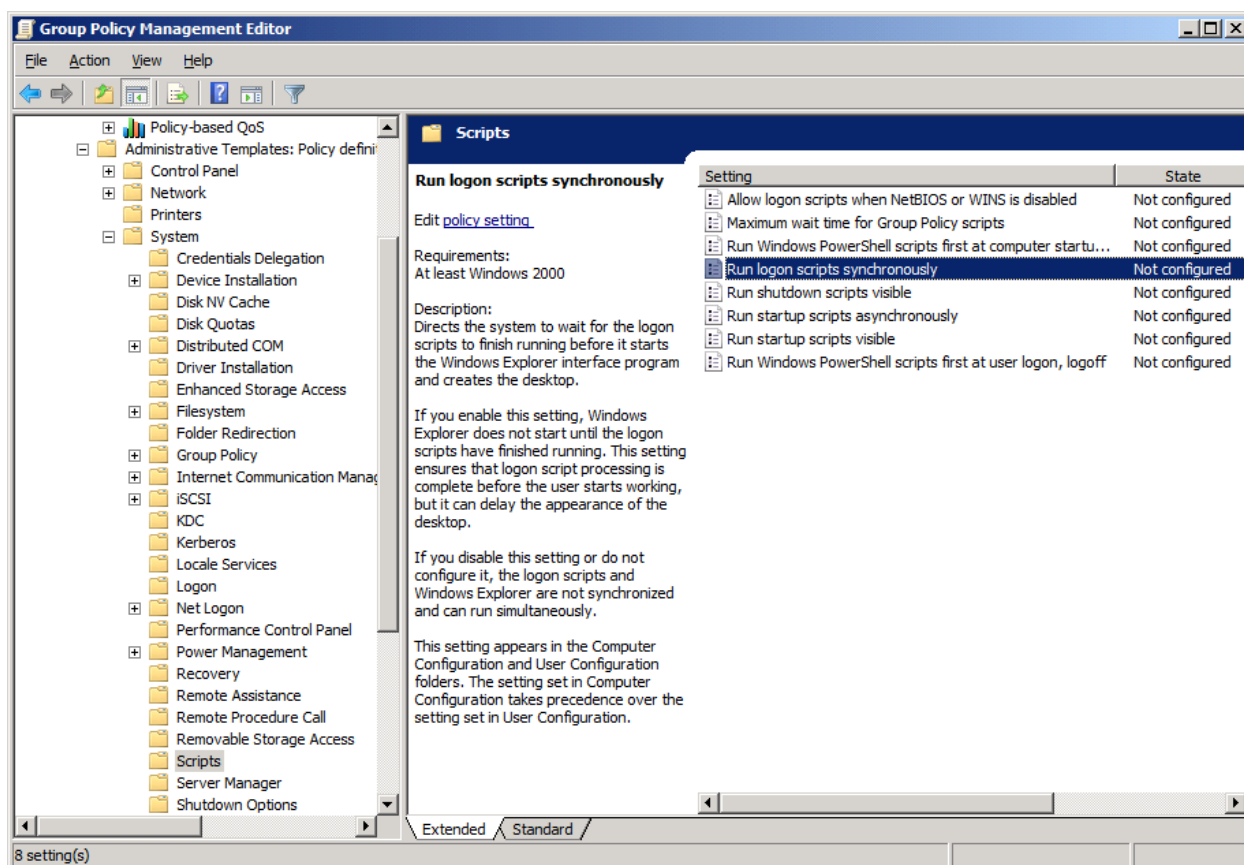 Group Policy Management Editor
File Action View Help
Policy-based QoS
Administrative Templates: Policy defini
Control Panel
Network
Printers
System
Credentials Delegation
Device Installation
Disk NV Cache
Disk Quotas
Distributed COM
Driver Installation
Enhanced Storage Access
Filesystem
Folder Redirection
Group Policy
Internet Communication Manag
iSCSI
KDC
Kerberos
Locale Services
Logon
Net Logon
Performance Control Panel
Power Management
Recovery
Remote Assistance
Remote Procedure Call
Removable Storage Access
Scripts
Server Manager
Shutdown Options
Scripts
Run logon scripts synchronously
Edit policy setting
Requirements:
At least Windows 2000
Description:
Directs the system to wait for the logon
scripts to finish running before it starts
the Windows Explorer interface program
and creates the desktop.
If you enable this setting, Windows
Explorer does not start until the logon
scripts have finished running. This setting
ensures that logon script processing is
complete before the user starts working,
but it can delay the appearance of the
desktop.
If you disable this setting or do not
configure it, the logon scripts and
Windows Explorer are not synchronized
and can run simultaneously.
This setting appears in the Computer
Configuration and User Configuration
folders. The setting set in Computer
Configuration takes precedence over the
setting set in User Configuration.
Setting State
Allow logon scripts when NetBIOS or WINS is disabled Not configured
Maximum wait time for Group Policy scripts Not configured
Run Windows PowerShell scripts first at computer startu... Not configured
Run logon scripts synchronously Not configured
Run shutdown scripts visible Not configured
Run startup scripts asynchronously Not configured
Run startup scripts visible Not configured
Run Windows PowerShell scripts first at user logon, logoff Not configured
Extended Standard
8 setting(s)